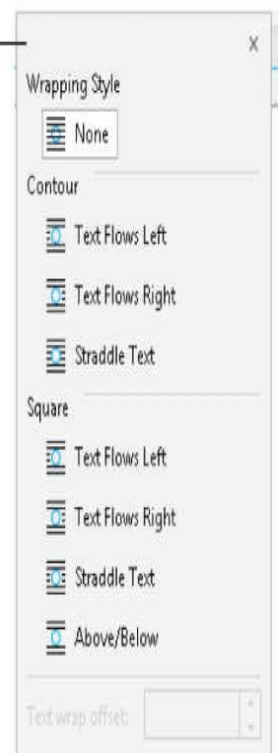 Wrapping Style
None
Contour
Text Flows Left
Text Flows Right
Straddle Text
Square
Text Flows Left
Text Flows Right
Straddle Text
Above/Below
Text wrap offset: